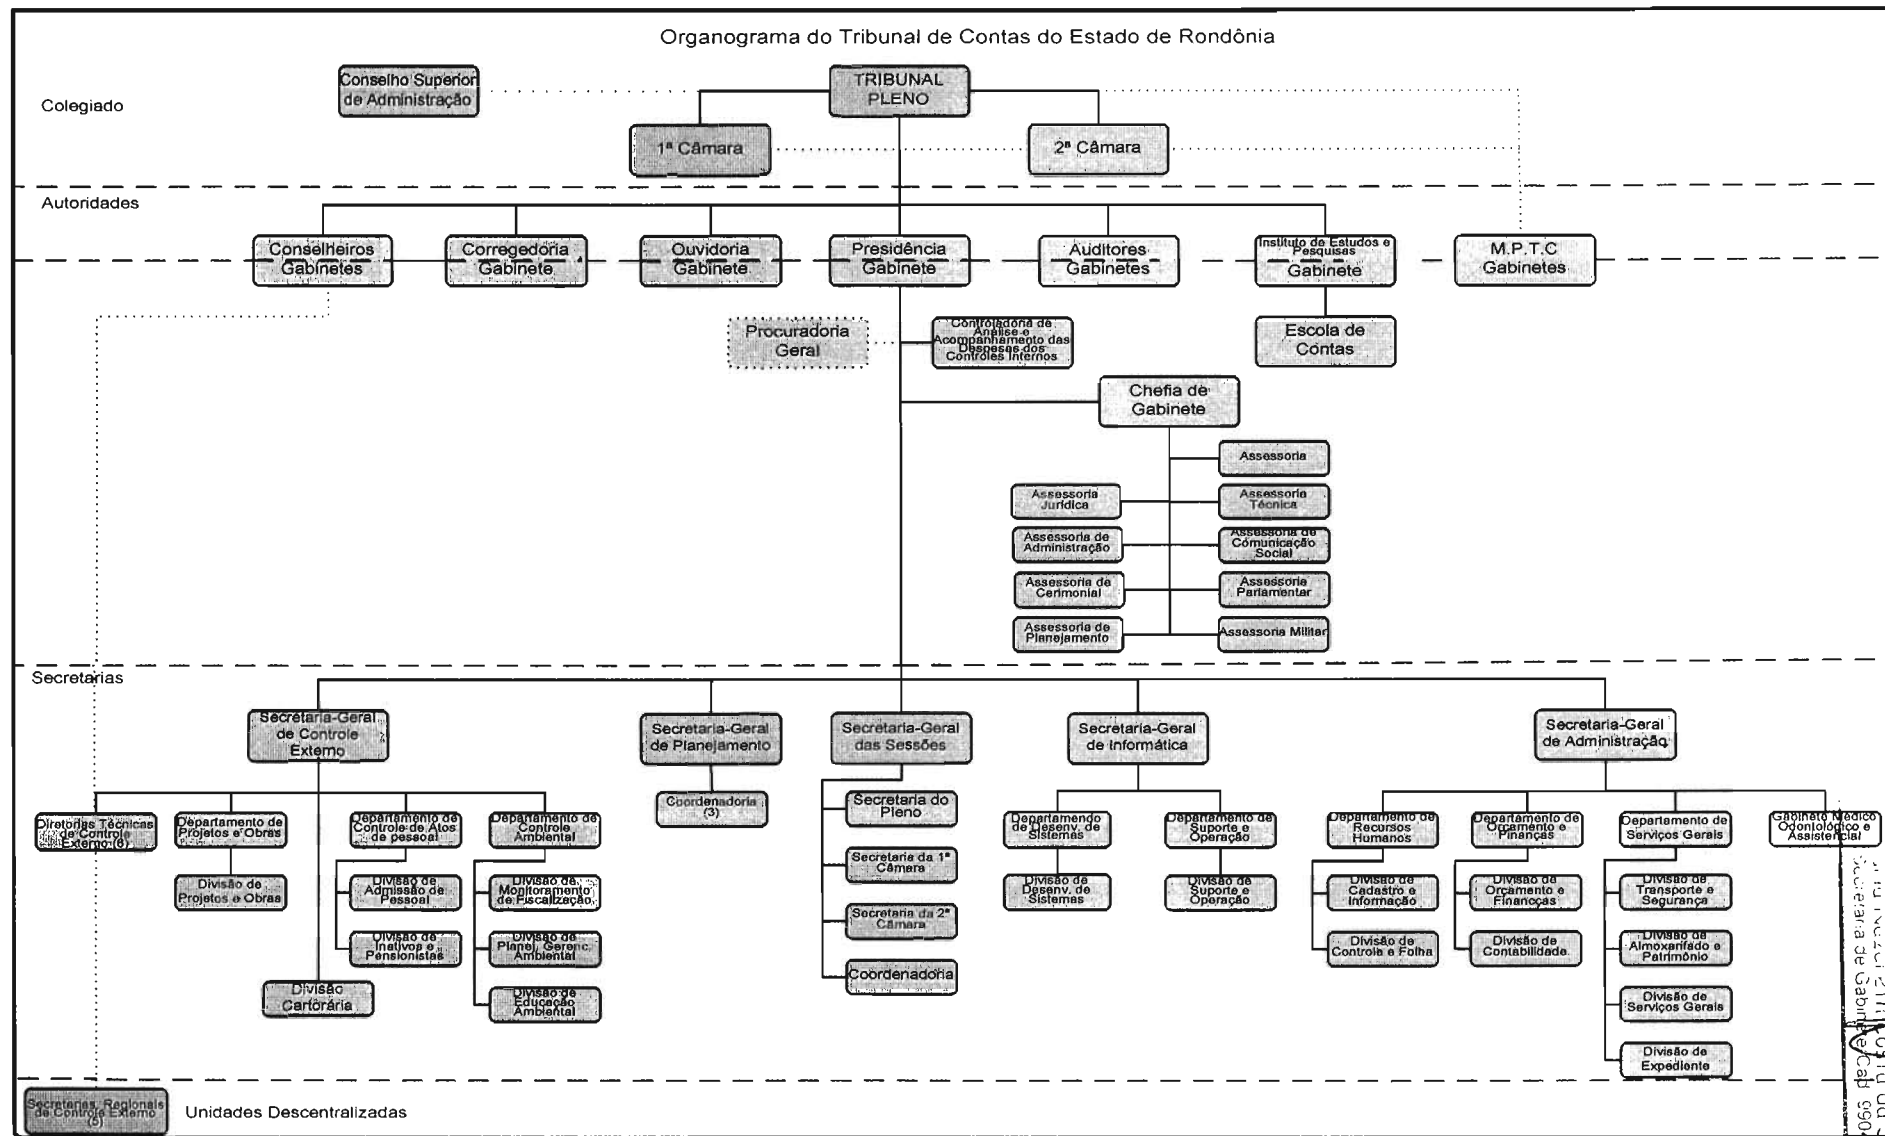 Organograma do Tribunal de Contas do Estado de Rondônia
Colegiado
Conselho Superior
de Administração
TRIBUNAL
PLENO
1ª Câmara
2ª Câmara
Autoridades
Conselheiros
Gabinetes
Corregedoria
Gabinete
Ouvidoria
Gabinete
Presidência
Gabinete
Auditores
Gabinetes
Instituto de Estudos e
Pesquisas
Gabinete
M.P.T.C
Gabinetes
Procuradoria
Geral
Controladoria de
Análise e
Acompanhamento das
Despesas dos
Controles Internos
Escola de
Contas
Chefia de
Gabinete
Assessoria
Assessoria
Jurídica
Assessoria
Técnica
Assessoria de
Administração
Assessoria de
Comunicação
Social
Assessoria de
Cerimonial
Assessoria
Parlamentar
Assessoria de
Planejamento
Assessoria Militar
Secretarias
Secretaria-Geral
de Controle
Externo
Secretaria-Geral
de Planejamento
Secretaria-Geral
das Sessões
Secretaria-Geral
de Informática
Secretaria-Geral
de Administração
Diretorias Técnicas
de Controle
Externo (6)
Departamento de
Projetos e Obras
Departamento de
Controle de Atos
de pessoal
Departamento de
Controle
Ambiental
Coordenadoria
(3)
Secretaria do
Pleno
Departamendo
de Desenv. de
Sistemas
Departamento de
Suporte e
Operação
Departamento de
Recursos
Humanos
Departamento de
Orçamento e
Finanças
Departamento de
Serviços Gerais
Gabinete Médico
Odontológico e
Assistencial
Divisão de
Projetos e Obras
Divisão de
Admissão de
Pessoal
Divisão de
Monitoramento
de Fiscalização
Secretaria da 1ª
Câmara
Divisão de
Desenv. de
Sistemas
Divisão de
Suporte e
Operação
Divisão de
Cadastro e
Informação
Divisão de
Orçamento e
Financças
Divisão de
Transporte e
Segurança
Divisão de
Inativos e
Pensionistas
Divisão de
Planej. Gerenc.
Ambiental
Secretaria da 2ª
Câmara
Divisão de
Controle e Folha
Divisão de
Contabilidade
Divisão de
Almoxarifado e
Patrimônio
Divisão
Cartorária
Divisão de
Educação
Ambiental
Coordenadoria
Divisão de
Serviços Gerais
Divisão de
Expediente
Secretarias Regionais
de Controle Externo
(5)
Unidades Descentralizadas
Secretaria de Gabinete/Cad 990